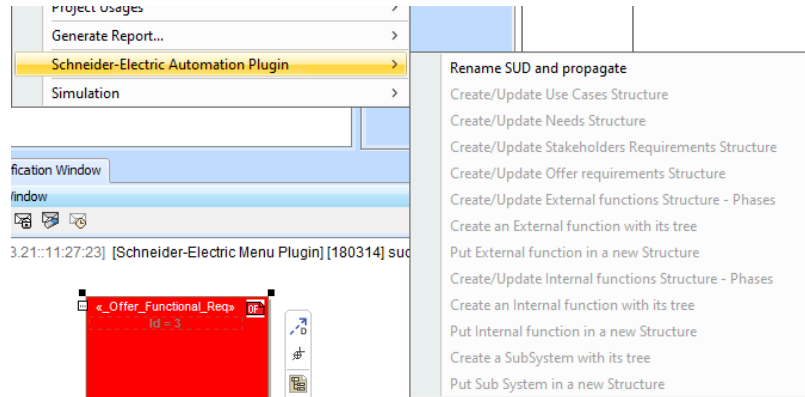 Project Usages
Generate Report...
Schneider-Electric Automation Plugin
Simulation
Rename SUD and propagate
Create/Update Use Cases Structure
Create/Update Needs Structure
Create/Update Stakeholders Requirements Structure
Create/Update Offer requirements Structure
Create/Update External functions Structure - Phases
Create an External function with its tree
Put External function in a new Structure
Create/Update Internal functions Structure - Phases
Create an Internal function with its tree
Put Internal function in a new Structure
Create a SubSystem with its tree
Put Sub System in a new Structure
fication Window
Window
3.21::11:27:23] [Schneider-Electric Menu Plugin] [180314] suc
«_Offer_Functional_Req»
OF
Id = 3
D